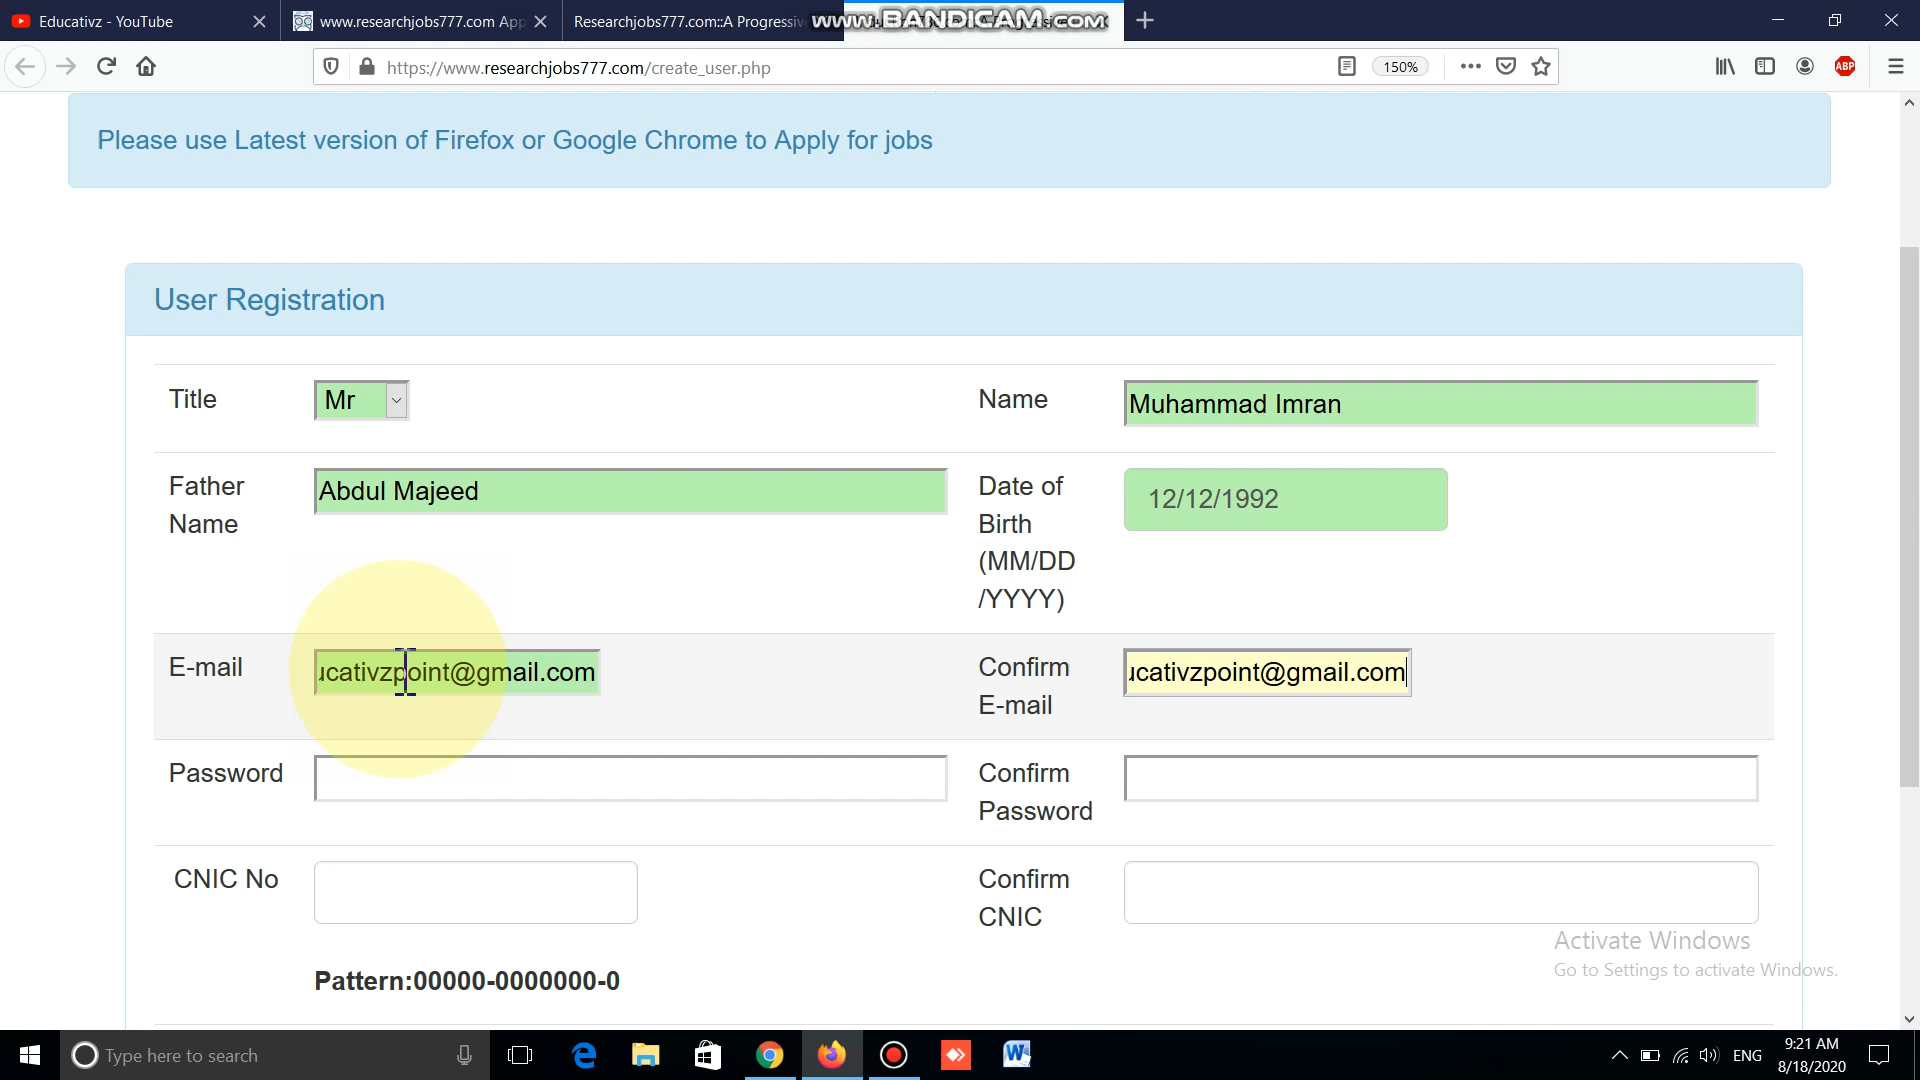 Educativz - YouTube
www.researchjobs777.com App
Researchjobs777.com::A Progressiv
www.BANDICAM.com
https://www.researchjobs777.com/create_user.php
150%
ABP
Please use Latest version of Firefox or Google Chrome to Apply for jobs
User Registration
Title
Mr
Name
Muhammad Imran
Father
Name
Abdul Majeed
Date of
Birth
(MM/DD
/YYYY)
12/12/1992
E-mail
ucativzpoint@gmail.com
Confirm
E-mail
ucativzpoint@gmail.com
Password
Confirm
Password
CNIC No
Confirm
CNIC
Pattern:00000-0000000-0
Activate Windows
Go to Settings to activate Windows.
Type here to search
ENG
9:21 AM
8/18/2020